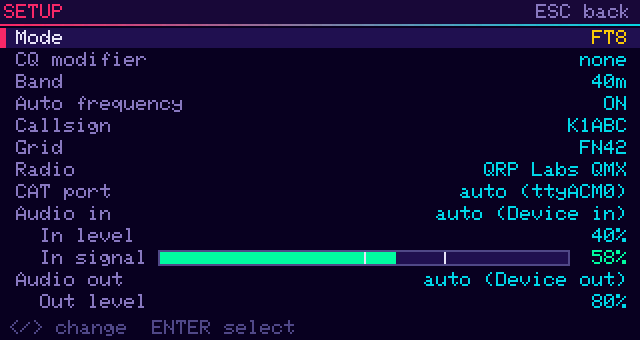 SETUP ESC back
Mode FT8
CQ modifier none
Band 40m
Auto frequency ON
Callsign K1ABC
Grid FN42
Radio QRP Labs QMX
CAT port auto (ttyACM0)
Audio in auto (Device in)
In level 40%
In signal 58%
Audio out auto (Device out)
Out level 80%
</> change ENTER select